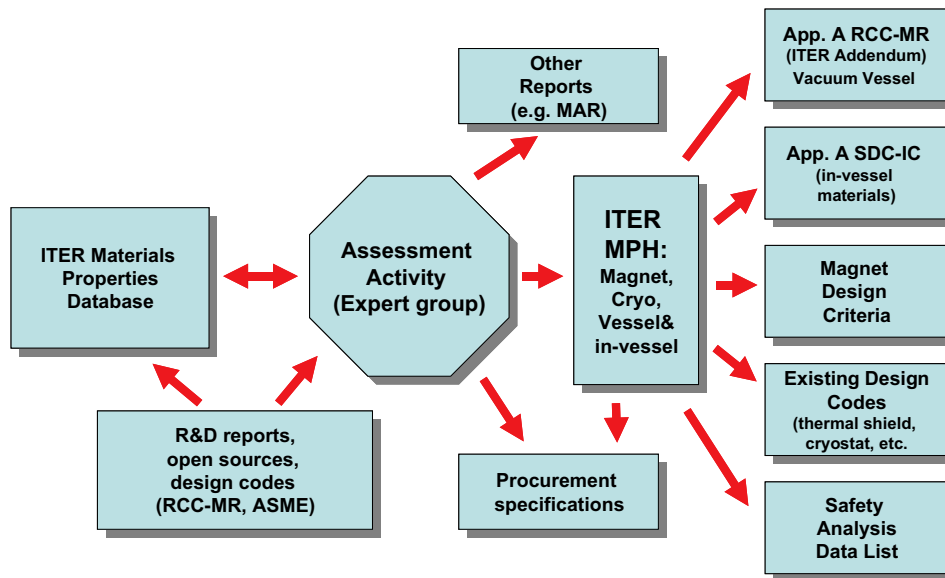 ITER Materials
Properties
Database
R&D reports,
open sources,
design codes
(RCC-MR, ASME)
Assessment
Activity
(Expert group)
Other
Reports
(e.g. MAR)
Procurement
specifications
ITER
MPH:
Magnet,
Cryo,
Vessel&
in-vessel
App. A RCC-MR
(ITER Addendum)
Vacuum Vessel
App. A SDC-IC
(in-vessel
materials)
Magnet
Design
Criteria
Existing Design
Codes
(thermal shield,
cryostat, etc.
Safety
Analysis
Data List